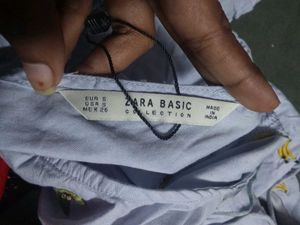 EUR S
USA S
MEX 26
ZARA BASIC
COLLECTION
MADE IN
INDIA